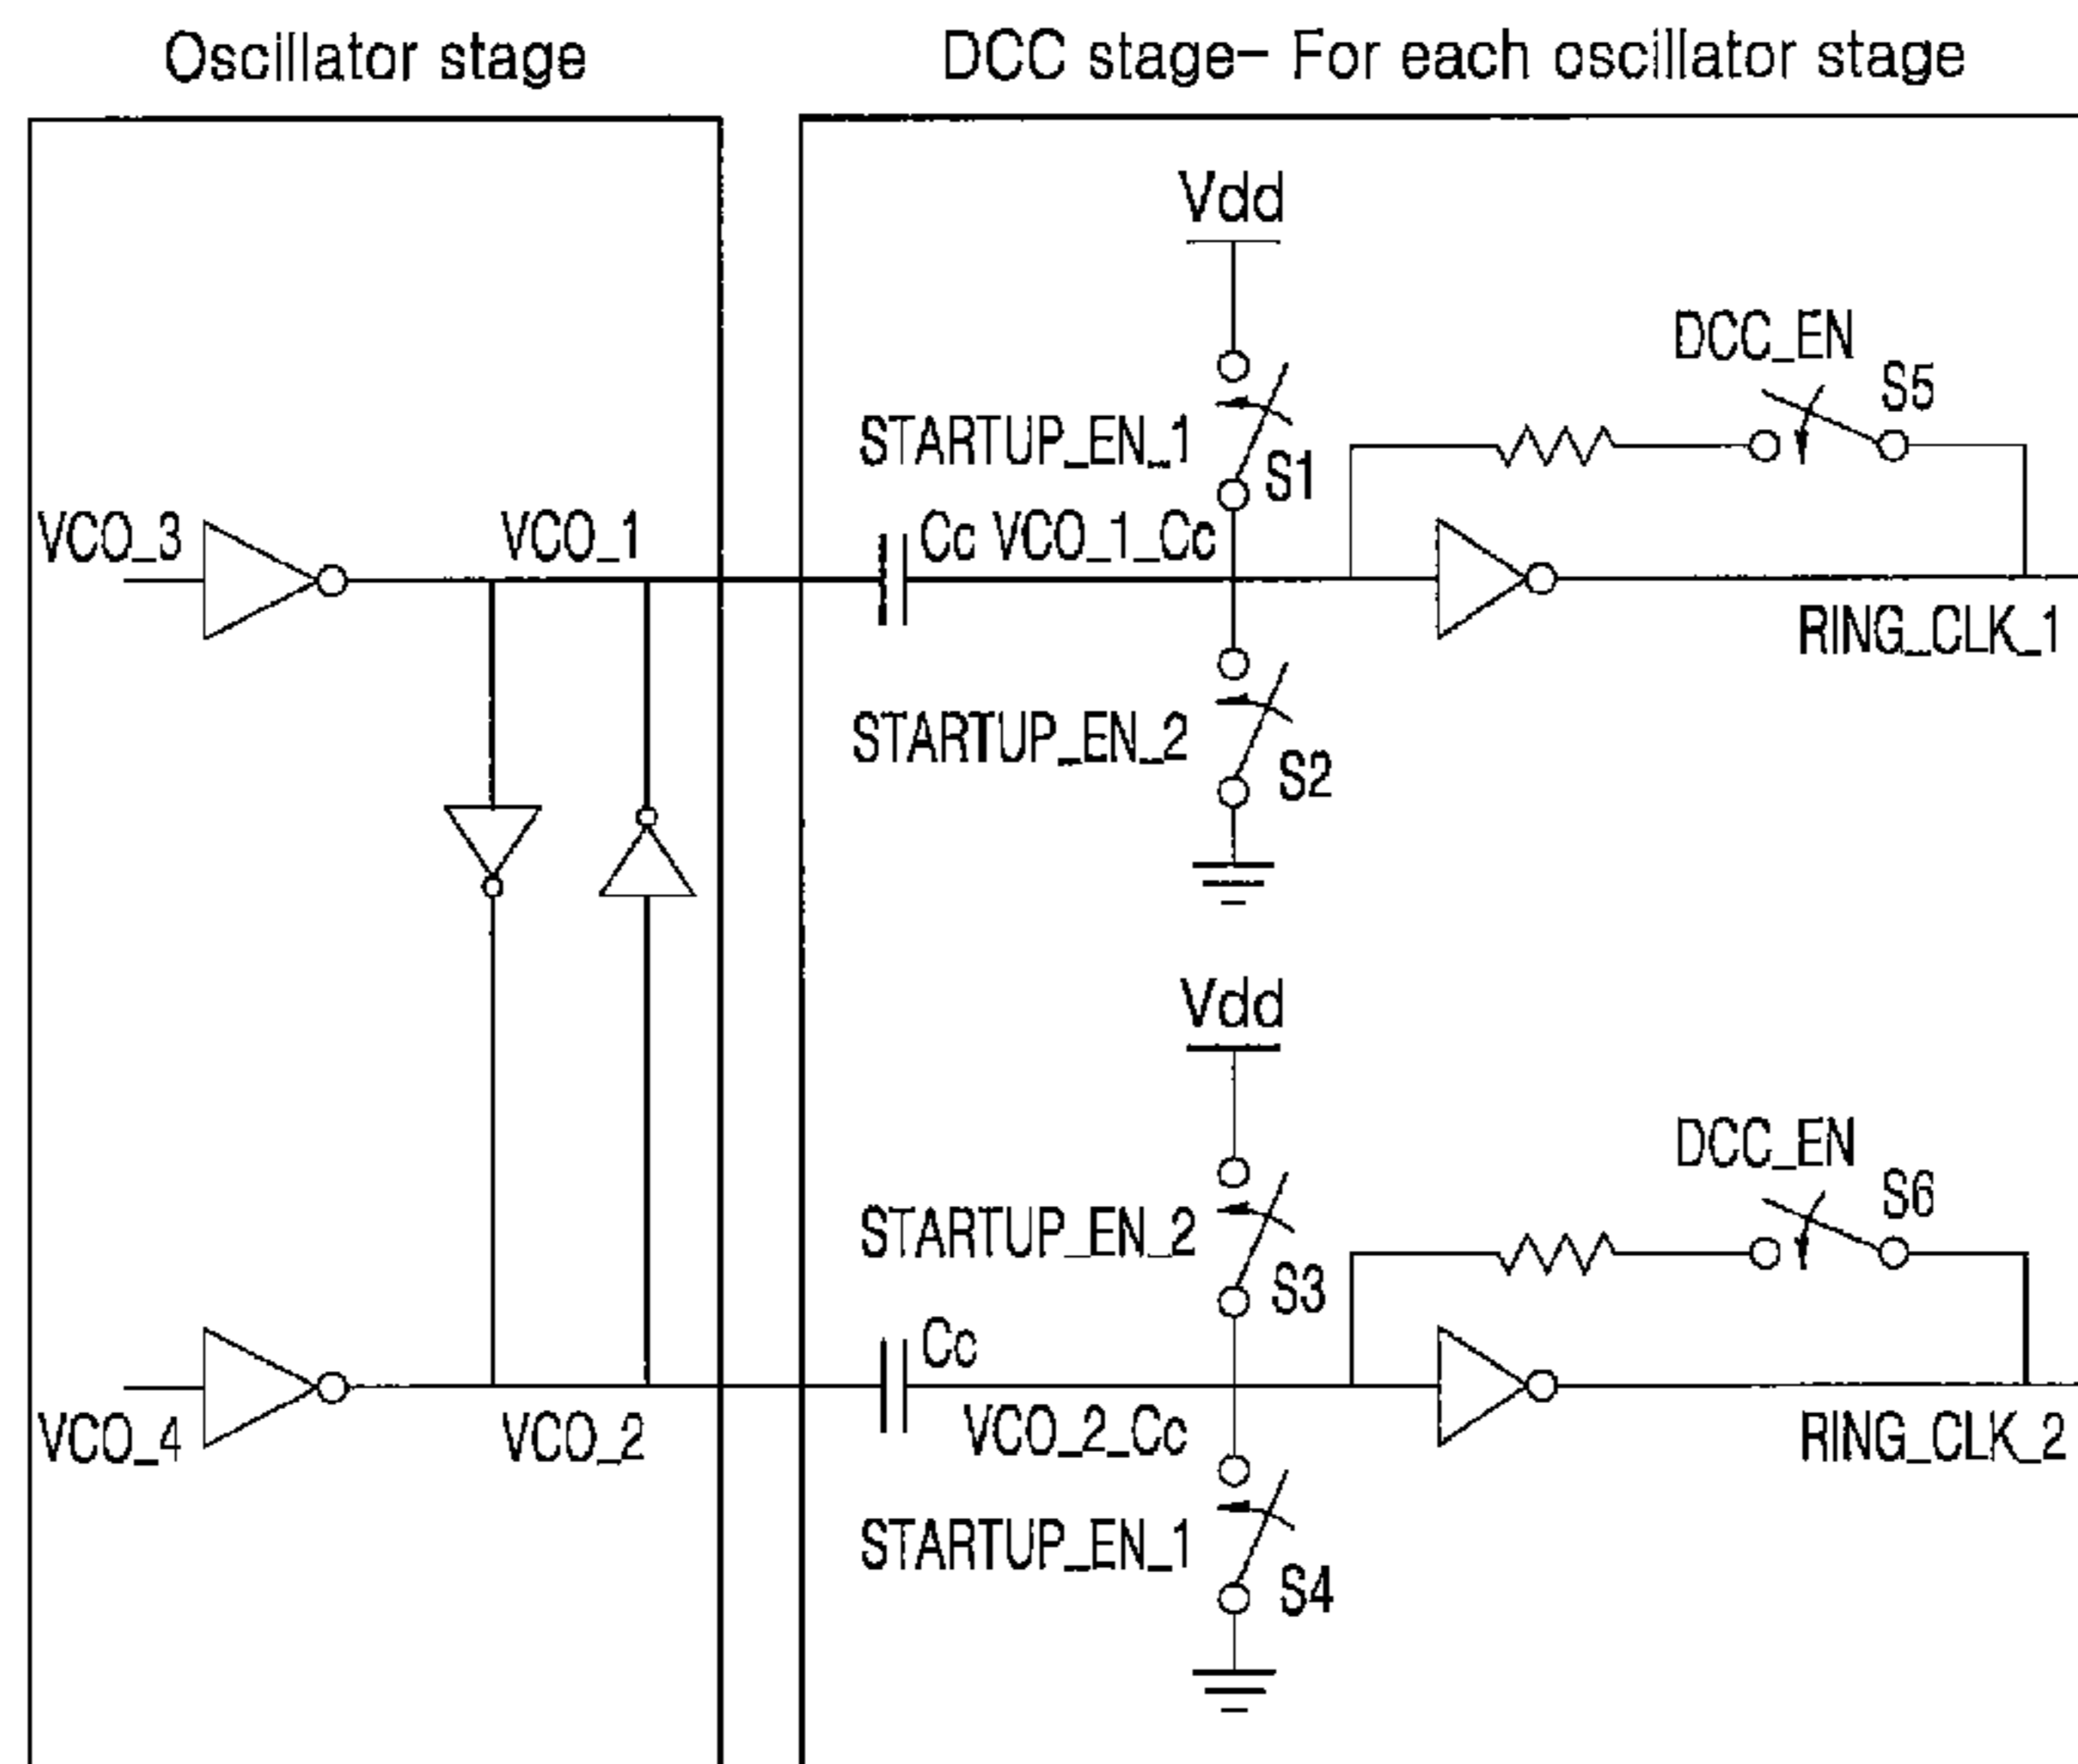 Oscillator stage
DCC stage- For each oscillator stage
Vdd
DCC_EN
S5
STARTUP_EN_1
S1
VCO_3
VCO_1
Cc VCO_1_Cc
RING_CLK_1
STARTUP_EN_2
S2
Vdd
DCC_EN
S6
STARTUP_EN_2
S3
Cc
VCO_4
VCO_2
VCO_2_Cc
RING_CLK_2
STARTUP_EN_1
S4